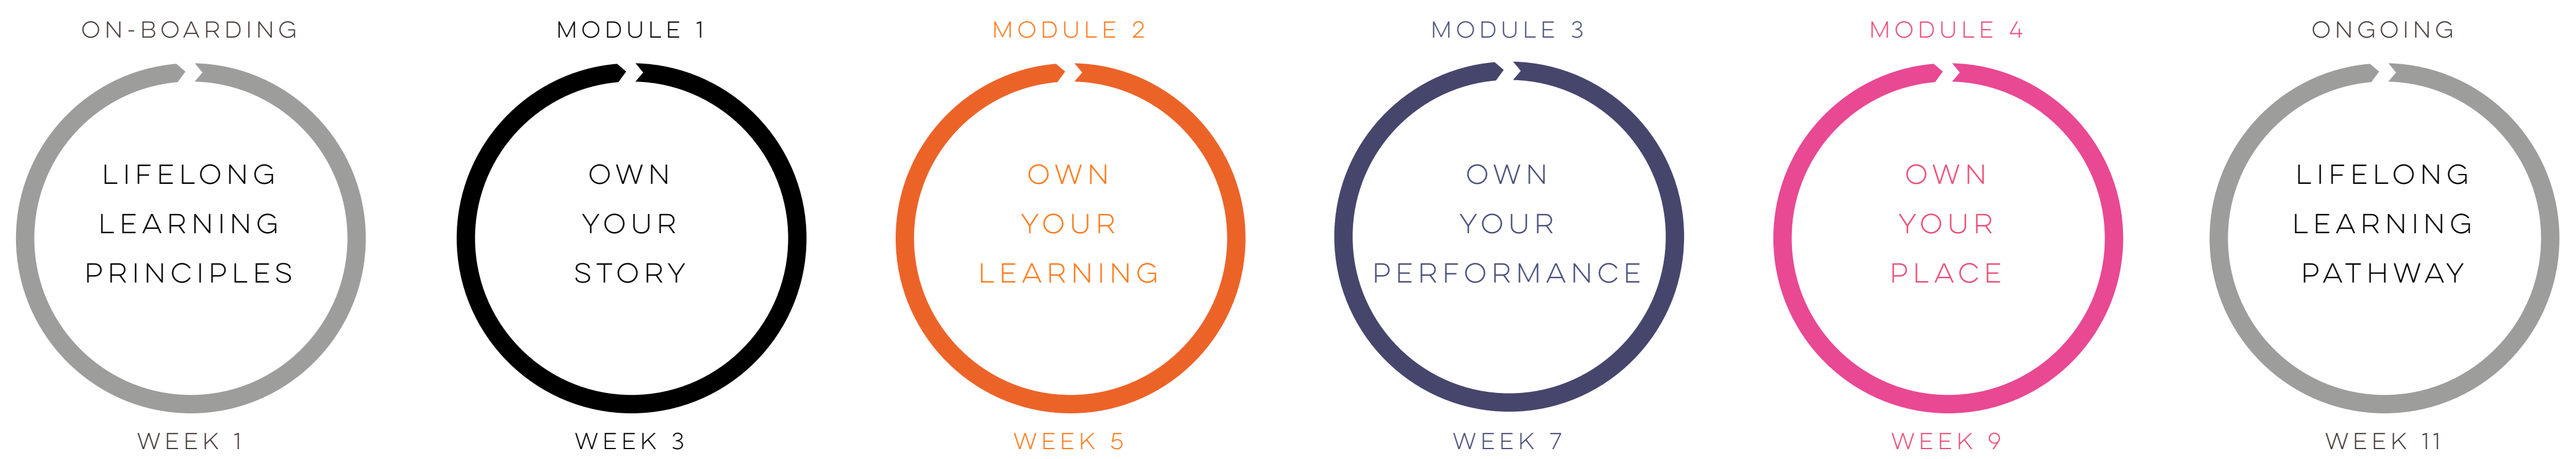 ON-BOARDING
LIFELONG
LEARNING
PRINCIPLES
WEEK 1
MODULE 1
OWN
YOUR
STORY
WEEK 3
MODULE 2
OWN
YOUR
LEARNING
WEEK 5
MODULE 3
OWN
YOUR
PERFORMANCE
WEEK 7
MODULE 4
OWN
YOUR
PLACE
WEEK 9
ONGOING
LIFELONG
LEARNING
PATHWAY
WEEK 11